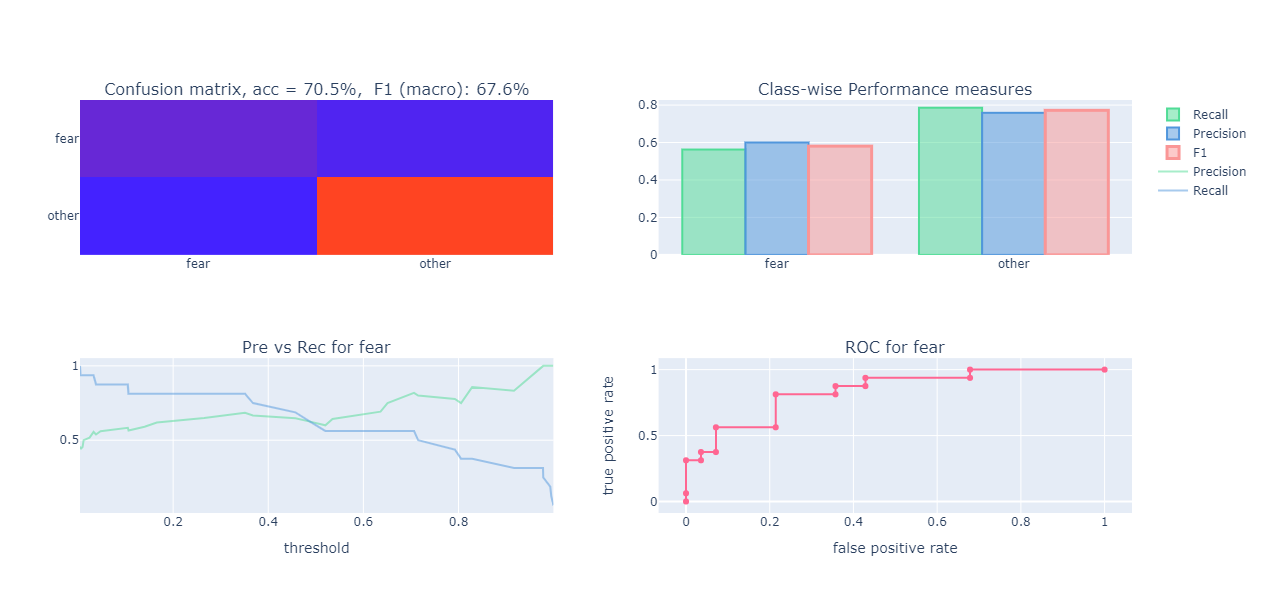 Confusion matrix, acc = 70.5%,  F1 (macro): 67.6%
fear
other
fear
other
Class-wise Performance measures
0.8
0.6
0.4
0.2
0
fear
other
Recall
Precision
F1
Precision
Recall
Pre vs Rec for fear
1
0.5
0.2
0.4
0.6
0.8
threshold
ROC for fear
true positive rate
1
0.5
0
0
0.2
0.4
0.6
0.8
1
false positive rate